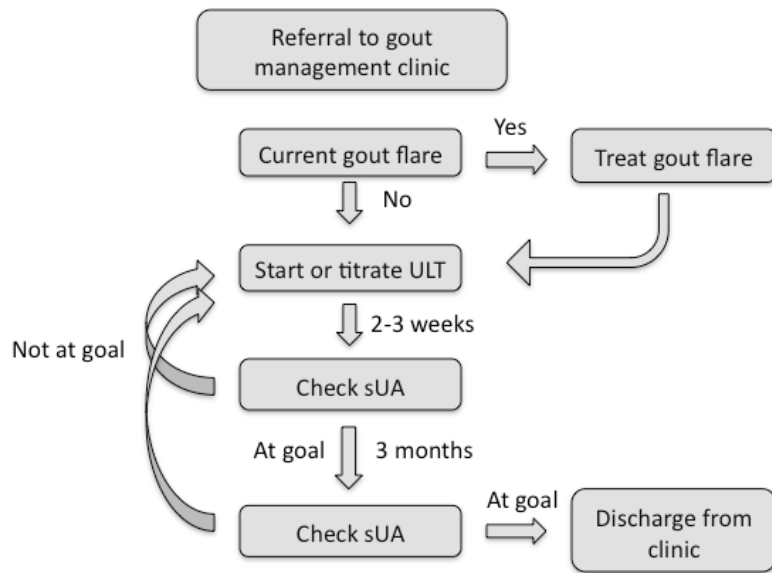 Referral to gout
management clinic
Yes
Current gout flare
Treat gout flare
No
Start or titrate ULT
2-3 weeks
Not at goal
Check sUA
At goal
3 months
At goal
Check sUA
Discharge from
clinic